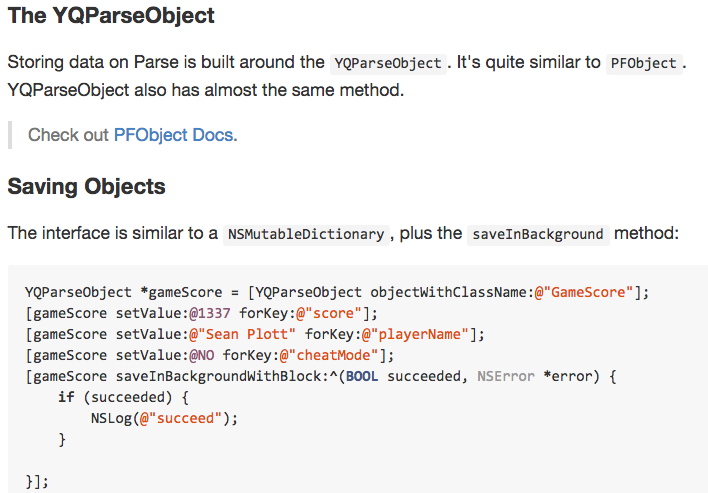 The YQParseObject
Storing data on Parse is built around the YQParseObject. It's quite similar to PFObject.
YQParseObject also has almost the same method.
Check out PFObject Docs.
Saving Objects
The interface is similar to a NSMutableDictionary, plus the saveInBackground method:
YQParseObject *gameScore = [YQParseObject objectWithClassName:@"GameScore"];
[gameScore setValue:@1337 forKey:@"score"];
[gameScore setValue:@"Sean Plott" forKey:@"playerName"];
[gameScore setValue:@NO forKey:@"cheatMode"];
[gameScore saveInBackgroundWithBlock:^(BOOL succeeded, NSError *error) {
    if (succeeded) {
        NSLog(@"succeed");
    }
}];